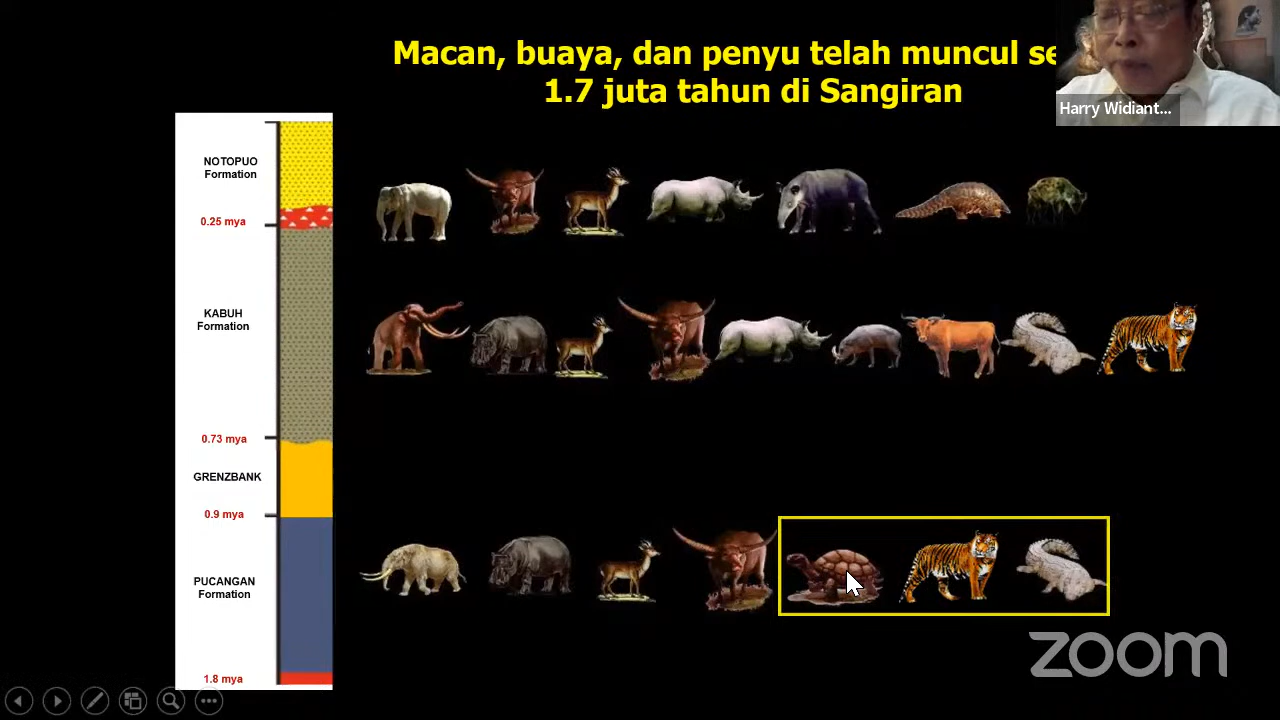 Macan, buaya, dan penyu telah muncul
1.7 juta tahun di Sangiran
Harry Widiant...
NOTOPUO
Formation
0.25 mya
KABUH
Formation
0.73 mya
GRENZBANK
0.9 mya
PUCANGAN
Formation
1.8 mya
zoom